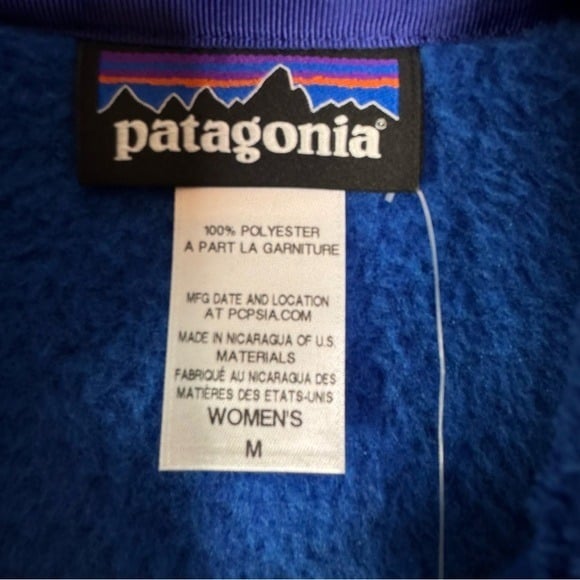 patagonia®
100% POLYESTER
A PART LA GARNITURE
MFG DATE AND LOCATION
AT PCPSIA.COM
MADE IN NICARAGUA OF U.S.
MATERIALS
FABRIQUÉ AU NICARAGUA DES
MATIÈRES DES ETATS-UNIS
WOMEN'S
M